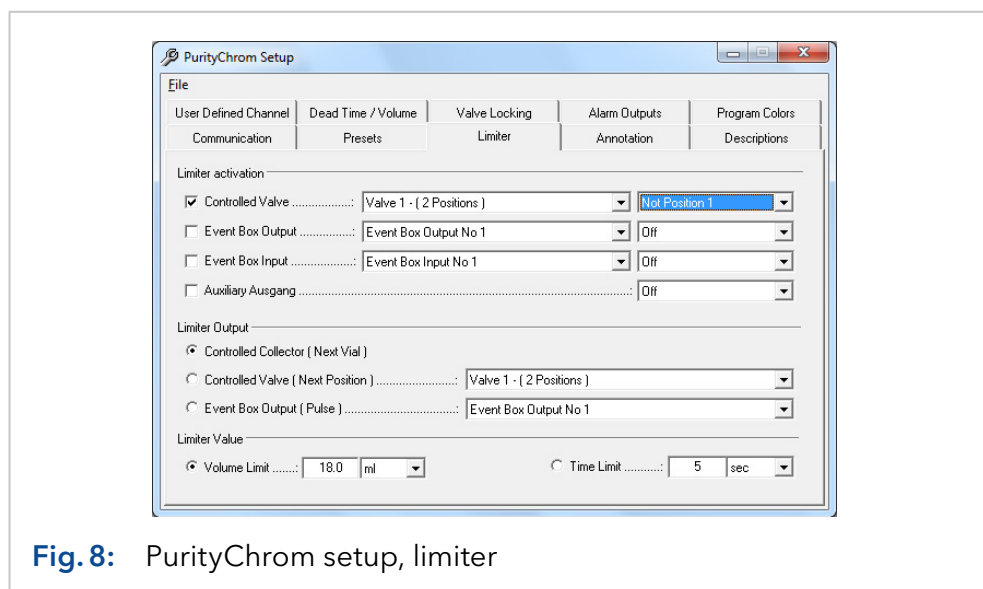 PurityChrom Setup
File
User Defined Channel Dead Time / Volume Valve Locking Alarm Outputs Program Colors
Communication Presets Limiter Annotation Descriptions
Limiter activation
Controlled Valve ..................: Valve 1 - ( 2 Positions ) Not Position 1
Event Box Output ................: Event Box Output No 1 Off
Event Box Input ...................: Event Box Input No 1 Off
Auxiliary Ausgang ..............................................................................................: Off
Limiter Output
Controlled Collector ( Next Vial )
Controlled Valve ( Next Position ) .......................: Valve 1 - ( 2 Positions )
Event Box Output ( Pulse ) ................................: Event Box Output No 1
Limiter Value
Volume Limit ......: 18.0 ml Time Limit ...........: 5 sec
Fig. 8: PurityChrom setup, limiter